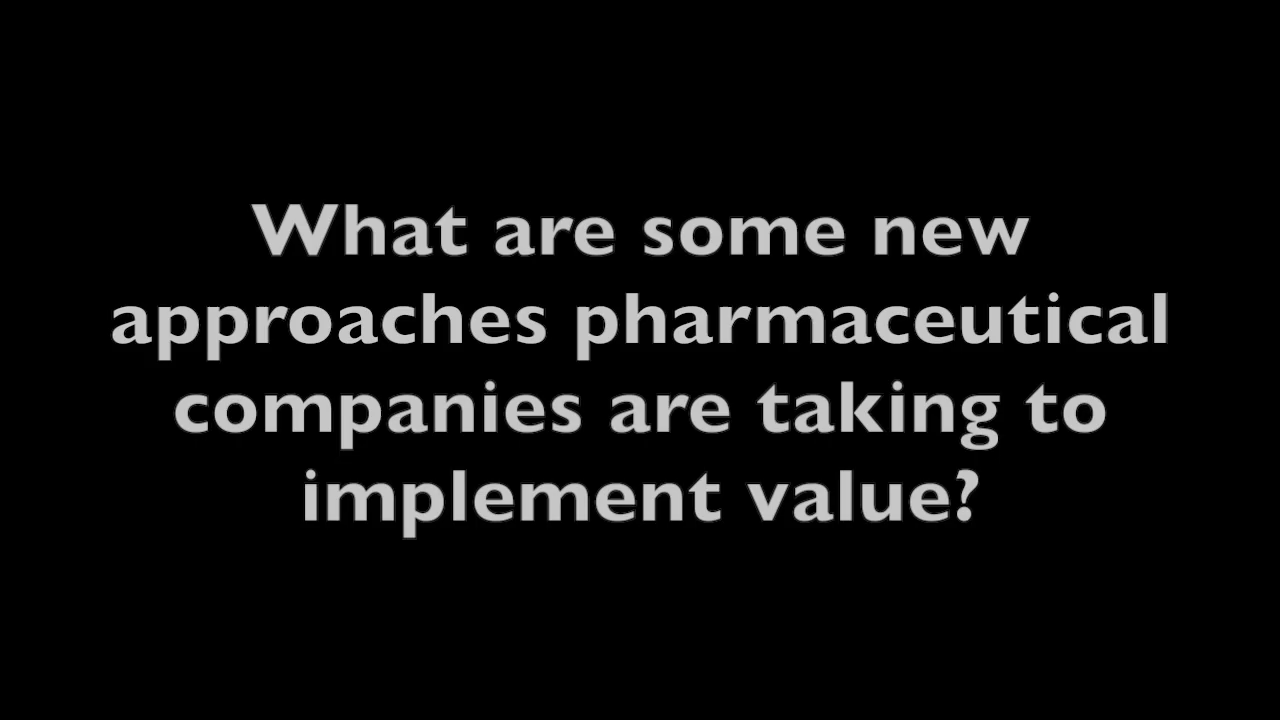 What are some new
approaches pharmaceutical
companies are taking to
implement value?